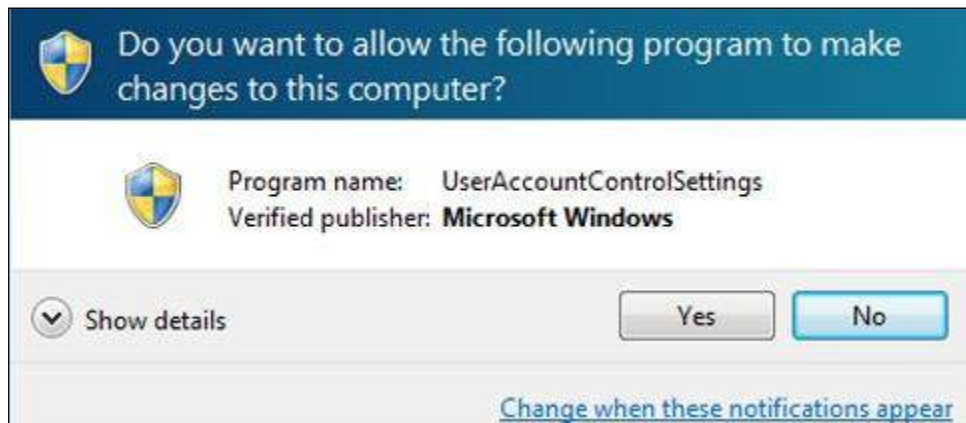 Do you want to allow the following program to make
changes to this computer?
Program name: UserAccountControlSettings
Verified publisher: Microsoft Windows
Show details
Yes
No
Change when these notifications appear